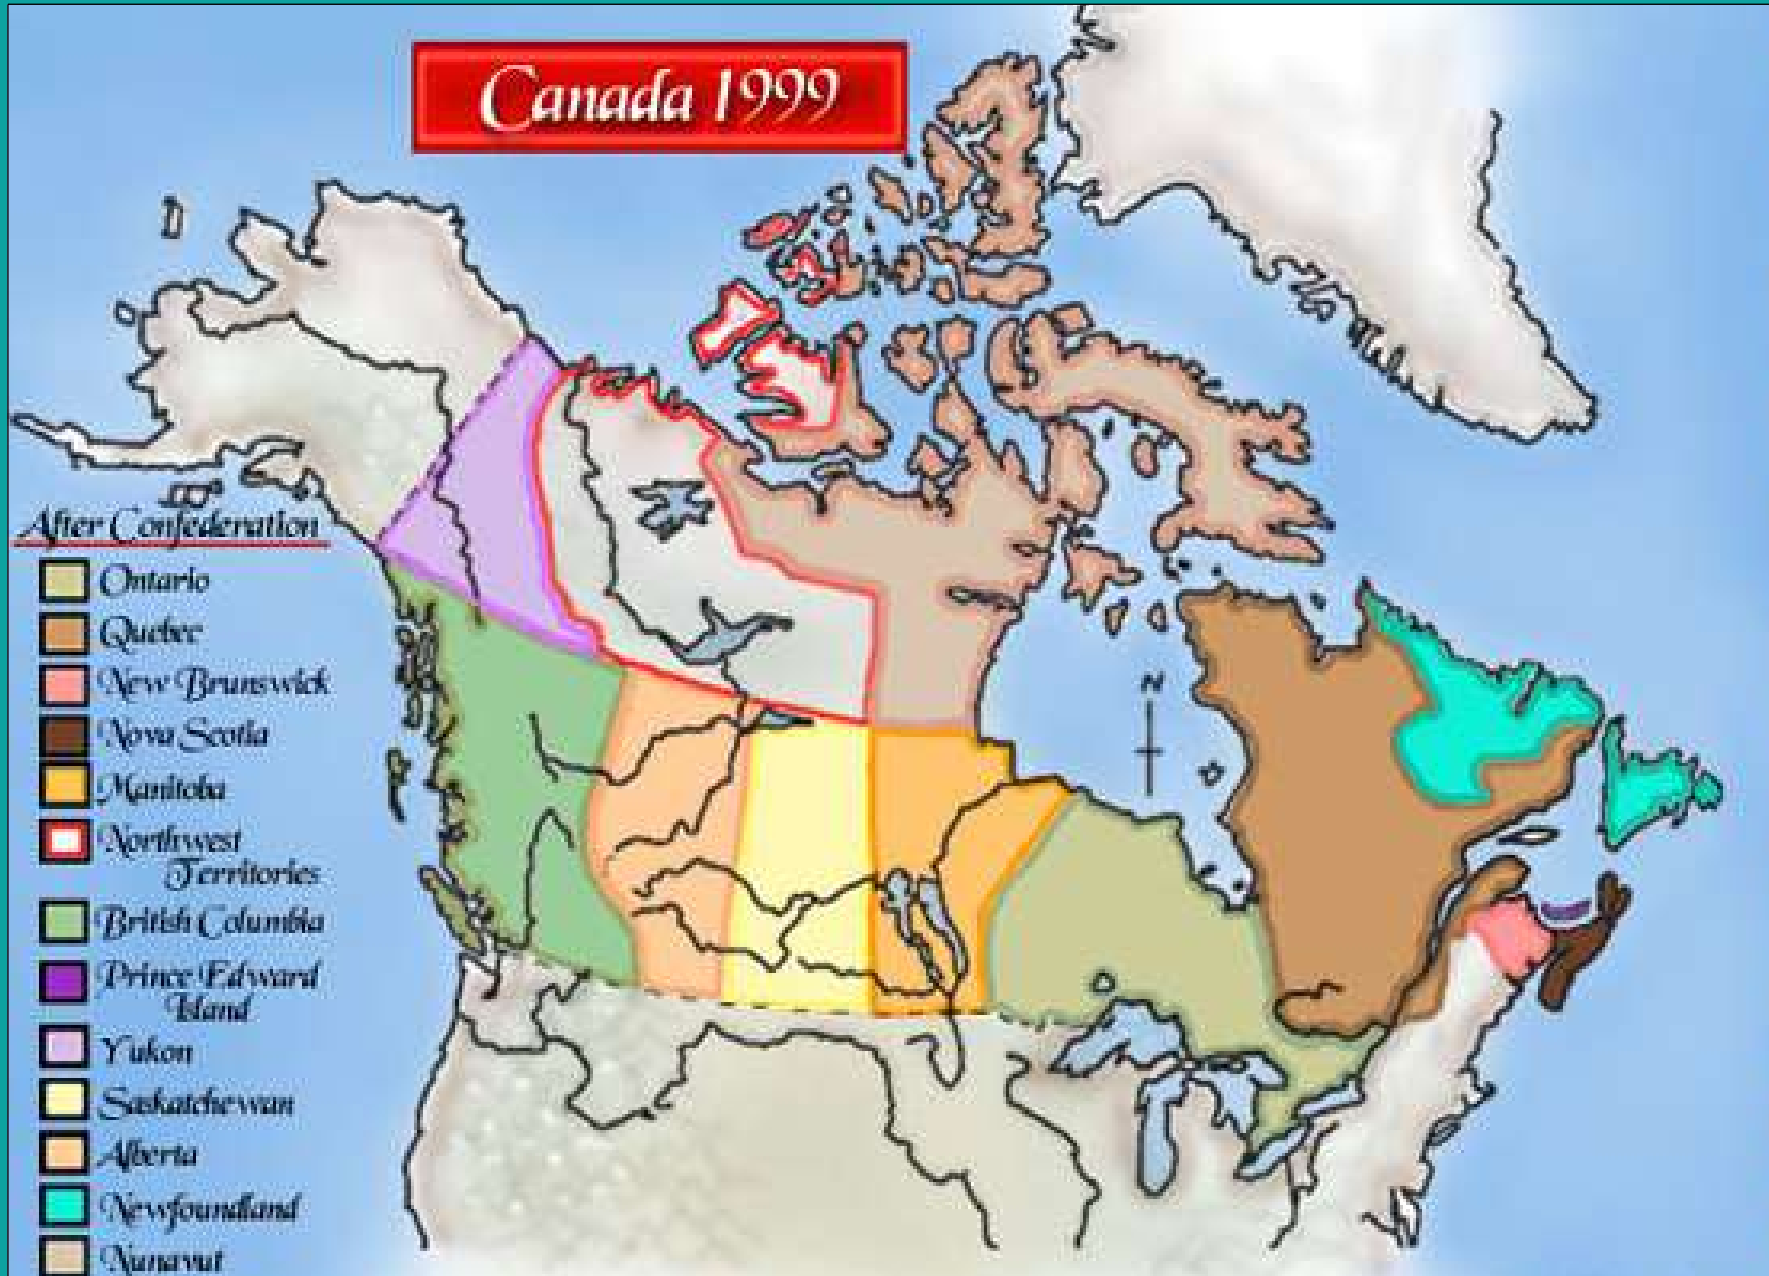 Canada 1999
After Confederation
Ontario
Quebec
New Brunswick
Nova Scotia
Manitoba
Northwest
Territories
British Columbia
Prince Edward
Island
Yukon
Saskatchewan
Alberta
Newfoundland
Nunavut
N